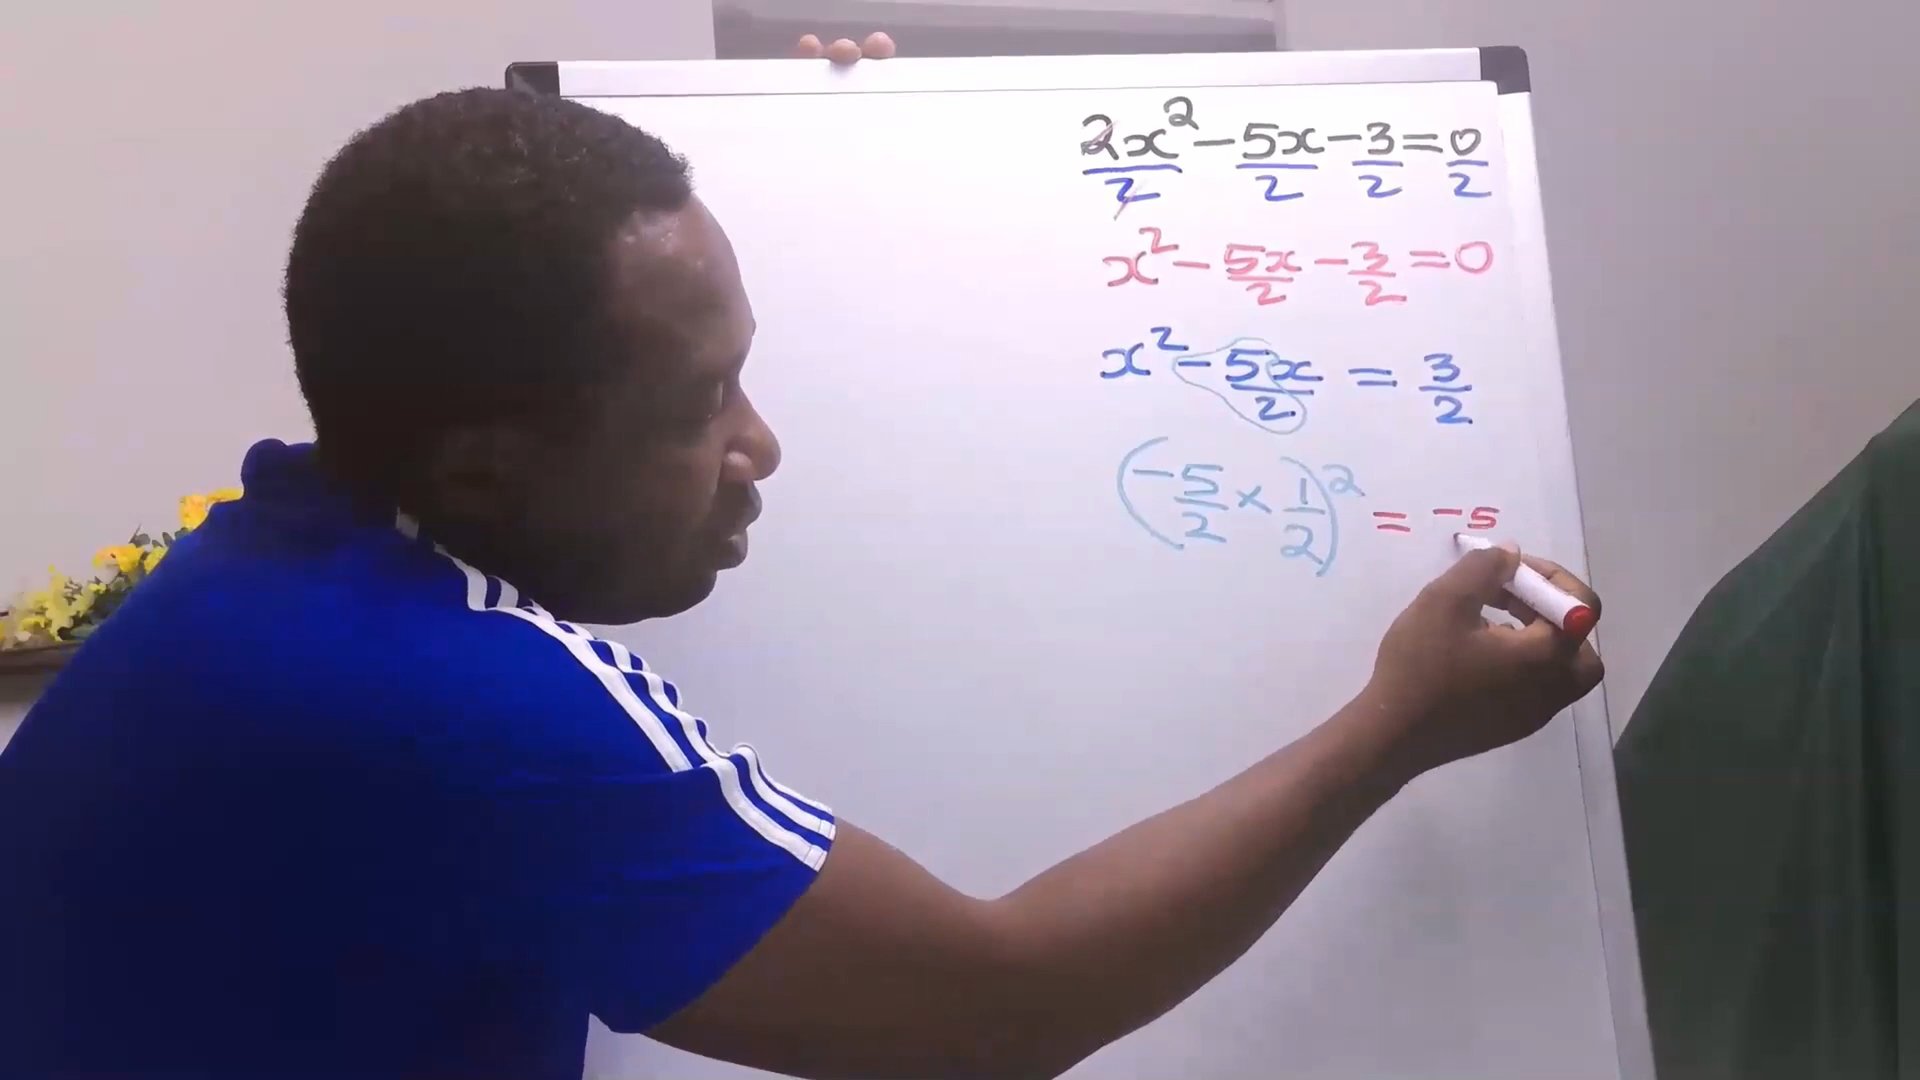 2x²/2 - 5x/2 - 3/2 = 0/2
x² - 5x/2 - 3/2 = 0
x² - 5x/2 = 3/2
(-5/2 × 1/2)² = -5